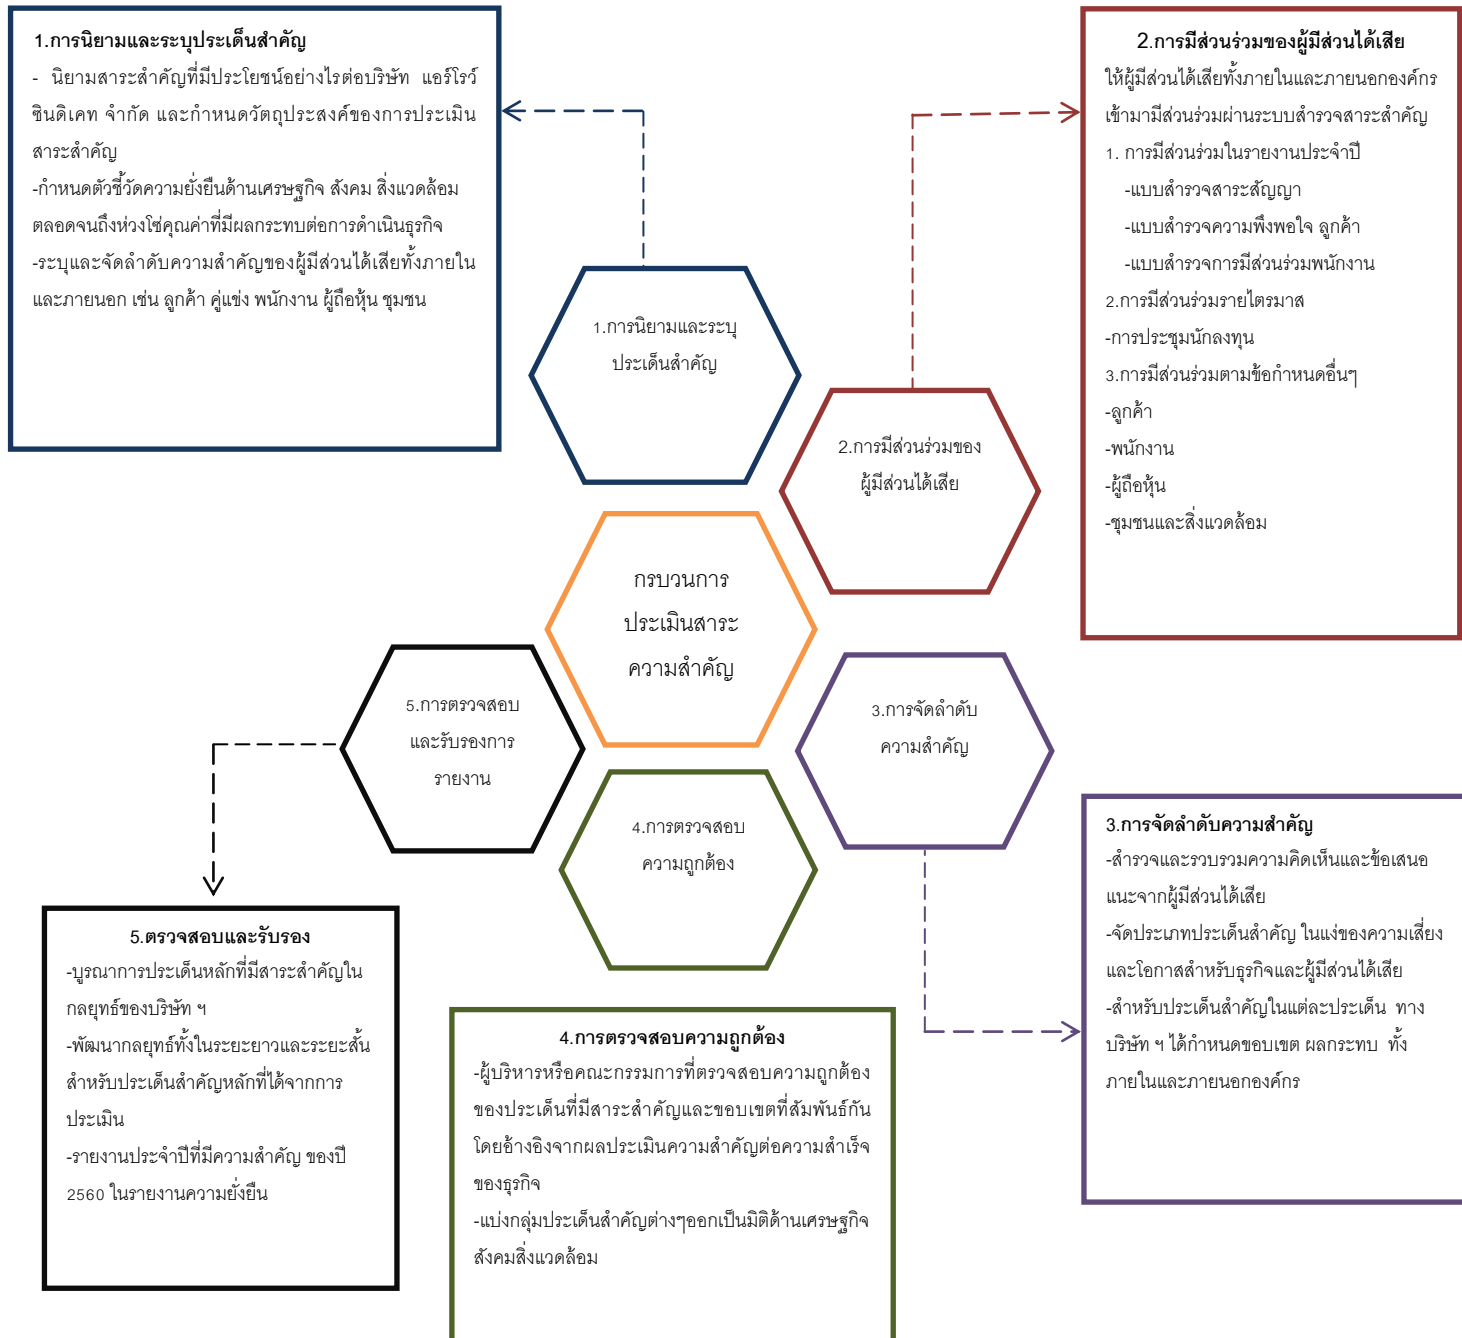 1.การนิยามและระบุประเด็นสำคัญ
- นิยามสาระสำคัญที่มีประโยชน์อย่างไรต่อบริษัท แอร์โรว์
ซินดิเคท จำกัด และกำหนดวัตถุประสงค์ของการประเมิน
สาระสำคัญ
-กำหนดตัวชี้วัดความยั่งยืนด้านเศรษฐกิจ สังคม สิ่งแวดล้อม
ตลอดจนถึงห่วงโซ่คุณค่าที่มีผลกระทบต่อการดำเนินธุรกิจ
-ระบุและจัดลำดับความสำคัญของผู้มีส่วนได้เสียทั้งภายใน
และภายนอก เช่น ลูกค้า คู่แข่ง พนักงาน ผู้ถือหุ้น ชุมชน
2.การมีส่วนร่วมของผู้มีส่วนได้เสีย
ให้ผู้มีส่วนได้เสียทั้งภายในและภายนอกองค์กร
เข้ามามีส่วนร่วมผ่านระบบสำรวจสาระสำคัญ
1. การมีส่วนร่วมในรายงานประจำปี
-แบบสำรวจสาระสัญญา
-แบบสำรวจความพึงพอใจ ลูกค้า
-แบบสำรวจการมีส่วนร่วมพนักงาน
2.การมีส่วนร่วมรายไตรมาส
-การประชุมนักลงทุน
3.การมีส่วนร่วมตามข้อกำหนดอื่นๆ
-ลูกค้า
-พนักงาน
-ผู้ถือหุ้น
-ชุมชนและสิ่งแวดล้อม
1.การนิยามและระบุ
ประเด็นสำคัญ
2.การมีส่วนร่วมของ
ผู้มีส่วนได้เสีย
กรบวนการ
ประเมินสาระ
ความสำคัญ
5.การตรวจสอบ
และรับรองการ
รายงาน
3.การจัดลำดับ
ความสำคัญ
4.การตรวจสอบ
ความถูกต้อง
3.การจัดลำดับความสำคัญ
-สำรวจและรวบรวมความคิดเห็นและข้อเสนอ
แนะจากผู้มีส่วนได้เสีย
-จัดประเภทประเด็นสำคัญ ในแง่ของความเสี่ยง
และโอกาสสำหรับธุรกิจและผู้มีส่วนได้เสีย
-สำหรับประเด็นสำคัญในแต่ละประเด็น ทาง
บริษัท ฯ ได้กำหนดขอบเขต ผลกระทบ ทั้ง
ภายในและภายนอกองค์กร
5.ตรวจสอบและรับรอง
-บูรณาการประเด็นหลักที่มีสาระสำคัญใน
กลยุทธ์ของบริษัท ฯ
-พัฒนากลยุทธ์ทั้งในระยะยาวและระยะสั้น
สำหรับประเด็นสำคัญหลักที่ได้จากการ
ประเมิน
-รายงานประจำปีที่มีความสำคัญ ของปี
2560 ในรายงานความยั่งยืน
4.การตรวจสอบความถูกต้อง
-ผู้บริหารหรือคณะกรรมการที่ตรวจสอบความถูกต้อง
ของประเด็นที่มีสาระสำคัญและขอบเขตที่สัมพันธ์กัน
โดยอ้างอิงจากผลประเมินความสำคัญต่อความสำเร็จ
ของธุรกิจ
-แบ่งกลุ่มประเด็นสำคัญต่างๆออกเป็นมิติด้านเศรษฐกิจ
สังคมสิ่งแวดล้อม